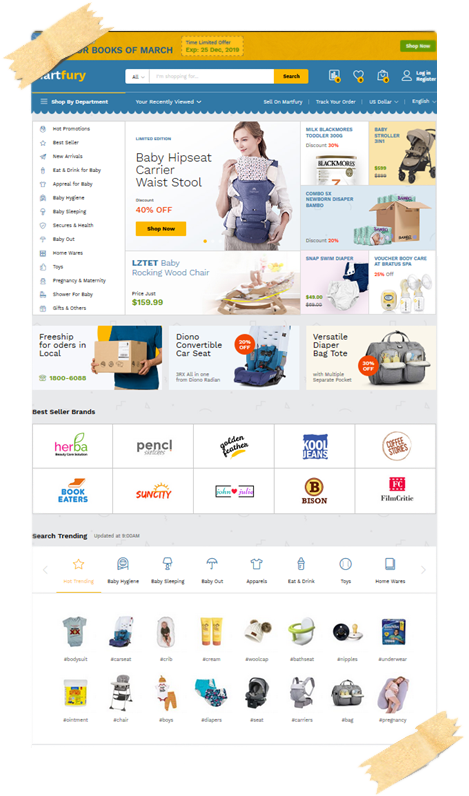 OR BOOKS OF MARCH
Time Limited Offer
Exp: 25 Dec, 2018
Shop Now
artfury
All
I'm shopping for...
Search
Log in
Register
Shop By Department
Your Recently Viewed
Sell On Martfury
Track Your Order
US Dollar
English
Hot Promotions
Best Seller
New Arrivals
Eat & Drink for Baby
Appreal for Baby
Baby Hygiene
Baby Sleeping
Secures & Health
Baby Out
Home Wares
Toys
Pregnancy & Maternity
Shower For Baby
Gifts & Others
LIMITED EDITION
Baby Hipseat
Carrier
Waist Stool
Discount
40% OFF
Shop Now
MILK BLACKMORES
TODDLER 300G
Discount 20%
BLACKMORES
BABY
STROLLER
3IN1
$599
COMBO 5X
NEWBORN DISAPER
BAMBO
Discount 20%
LZTET Baby
Rocking Wood Chair
Price Just
$159.99
SNAP SWIM DIAPER
$49.00
VOUCHER BODY CARE
AT BRATUS SPA
25% Off
Freeship
for oders in
Local
1800-6068
Diono
Convertible
Car Seat
3RX All in one
from Diono Radian
20%
OFF
Versatile
Diaper
Bag Tote
with Multiple
Separate Pocket
20%
OFF
Best Seller Brands
herba
Beauty Care Solution
pencl
golden
feather
KOOL
JEANS
COFFEE
STORIES
BOOK
EATERS
SUNCITY
john julia
B
BISON
FC
FilmCritic
Search Trending
Updated at 9:00AM
Hot Trending
Baby Hygiene
Baby Sleeping
Baby Out
Apparels
Eat & Drink
Toys
Home Wares
#bodysuit
#carseat
#crib
#cream
#woolcap
#bathseat
#nipples
#underwear
#ointment
#chair
#boys
#diapers
#seat
#carriers
#bag
#pregnancy